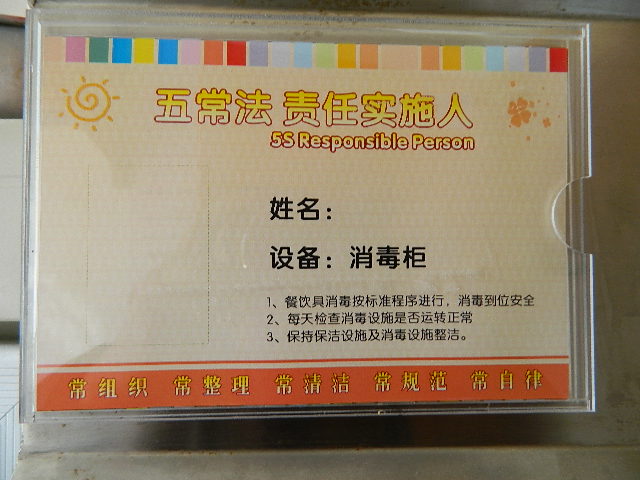 五常法 责任实施人
5S Responsible Person
姓名：
设备：消毒柜
1、餐饮具消毒按标准程序进行，消毒到位安全
2、每天检查消毒设施是否运转正常
3、保持保洁设施及消毒设施整洁。
常组织 常整理 常清洁 常规范 常自律